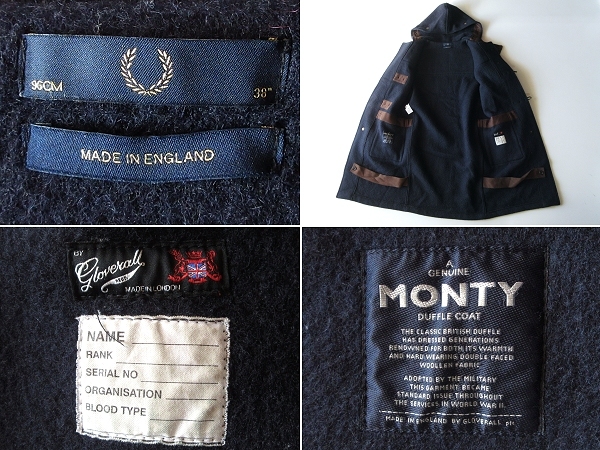 96CM
38"
MADE IN ENGLAND
BY
Gloverall
MADE IN LONDON
NAME
RANK
SERIAL NO
ORGANISATION
BLOOD TYPE
A
GENUINE
MONTY
DUFFLE COAT
THE CLASSIC BRITISH DUFFLE
HAS DRESSED GENERATIONS
RENOWNED FOR BOTH ITS WARMTH
AND HARD WEARING DOUBLE FACED
WOOLLEN FABRIC
ADOPTED BY THE MILITARY
THIS GARMENT BECAME
STANDARD ISSUE THROUGHOUT
THE SERVICES IN WORLD WAR II.
MADE IN ENGLAND BY GLOVERALL plc